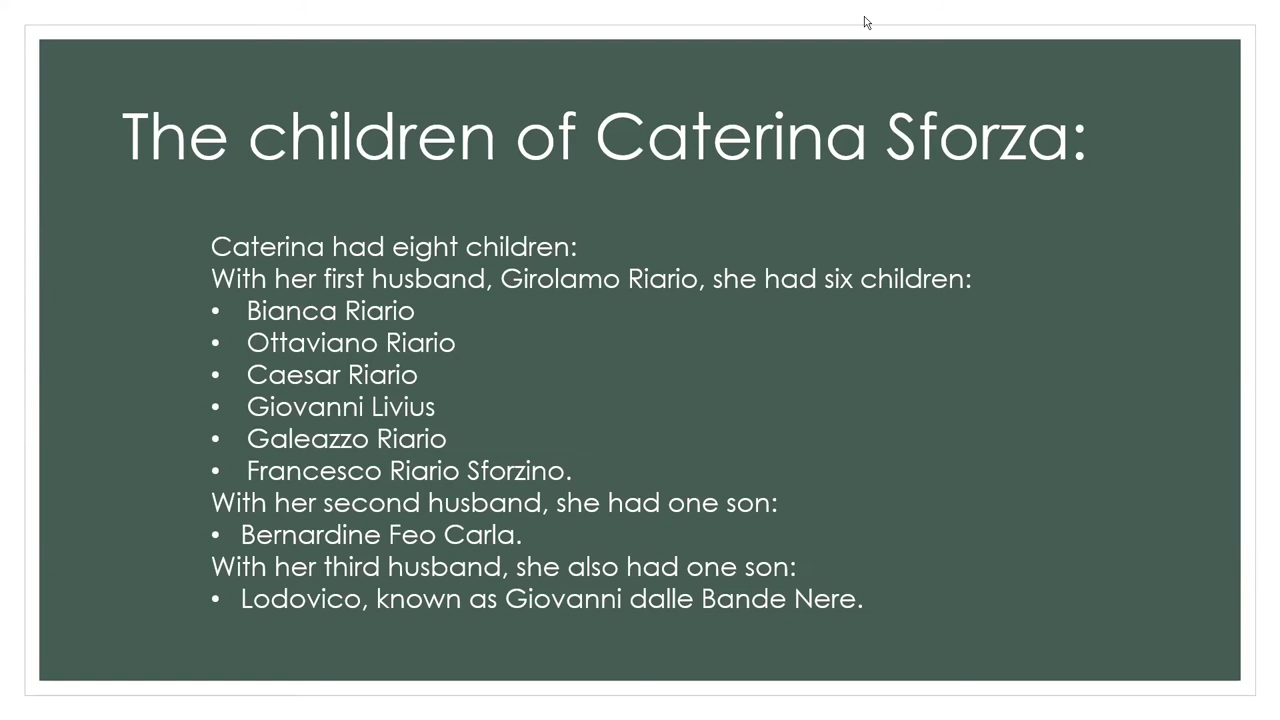 The children of Caterina Sforza:
Caterina had eight children:
With her first husband, Girolamo Riario, she had six children:
• Bianca Riario
• Ottaviano Riario
• Caesar Riario
• Giovanni Livius
• Galeazzo Riario
• Francesco Riario Sforzino.
With her second husband, she had one son:
• Bernardine Feo Carla.
With her third husband, she also had one son:
• Lodovico, known as Giovanni dalle Bande Nere.